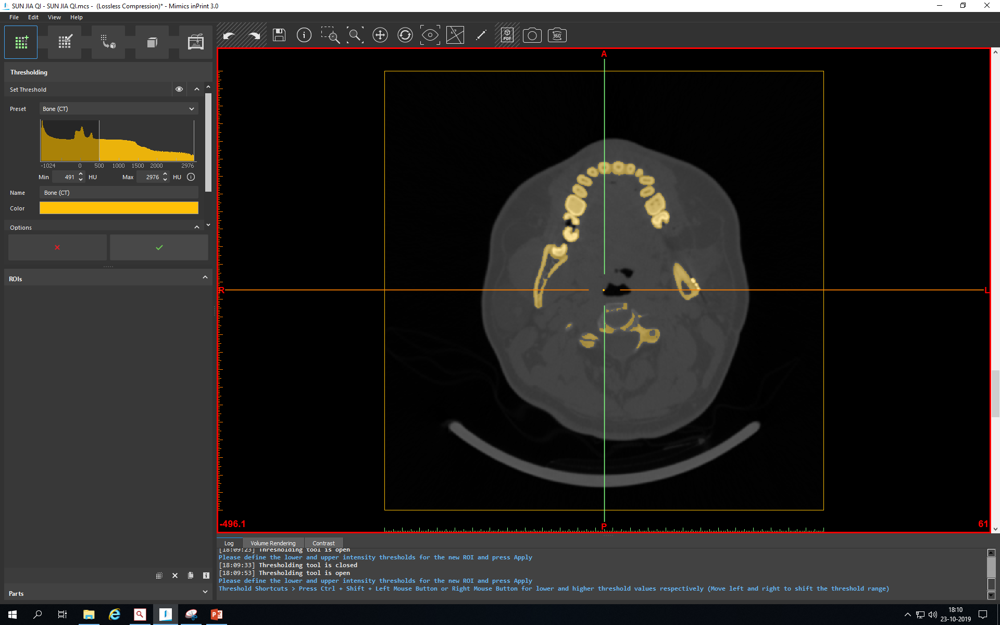 SUN JIA QI - SUN JIA QI.mcs -  (Lossless Compression)* - Mimics inPrint 3.0
File Edit View Help
Thresholding
Set Threshold
Preset Bone (CT)
-1024 0 500 1000 1500 2000 2976
Min 491 HU Max 2976 HU
Name Bone (CT)
Color
Options
ROIs
Parts
PDF
360°
A
R
L
P
-496.1
61
Log Volume Rendering Contrast
[18:09:23] Thresholding tool is open
Please define the lower and upper intensity thresholds for the new ROI and press Apply
[18:09:33] Thresholding tool is closed
[18:09:53] Thresholding tool is open
Please define the lower and upper intensity thresholds for the new ROI and press Apply
Threshold Shortcuts > Press Ctrl + Shift + Left Mouse Button or Right Mouse Button for lower and higher threshold values respectively (Move left and right to shift the threshold range)
18:10
23-10-2019